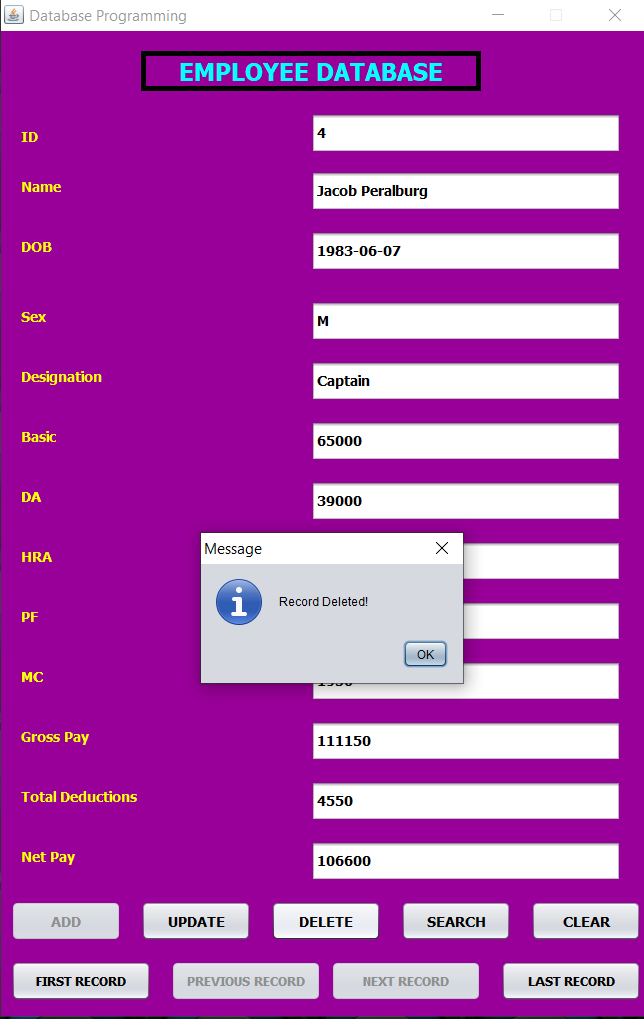 Database Programming
EMPLOYEE DATABASE
ID
4
Name
Jacob Peralburg
DOB
1983-06-07
Sex
M
Designation
Captain
Basic
65000
DA
39000
Message
HRA
Record Deleted!
PF
OK
MC
Gross Pay
111150
Total Deductions
4550
Net Pay
106600
ADD UPDATE DELETE SEARCH CLEAR
FIRST RECORD PREVIOUS RECORD NEXT RECORD LAST RECORD